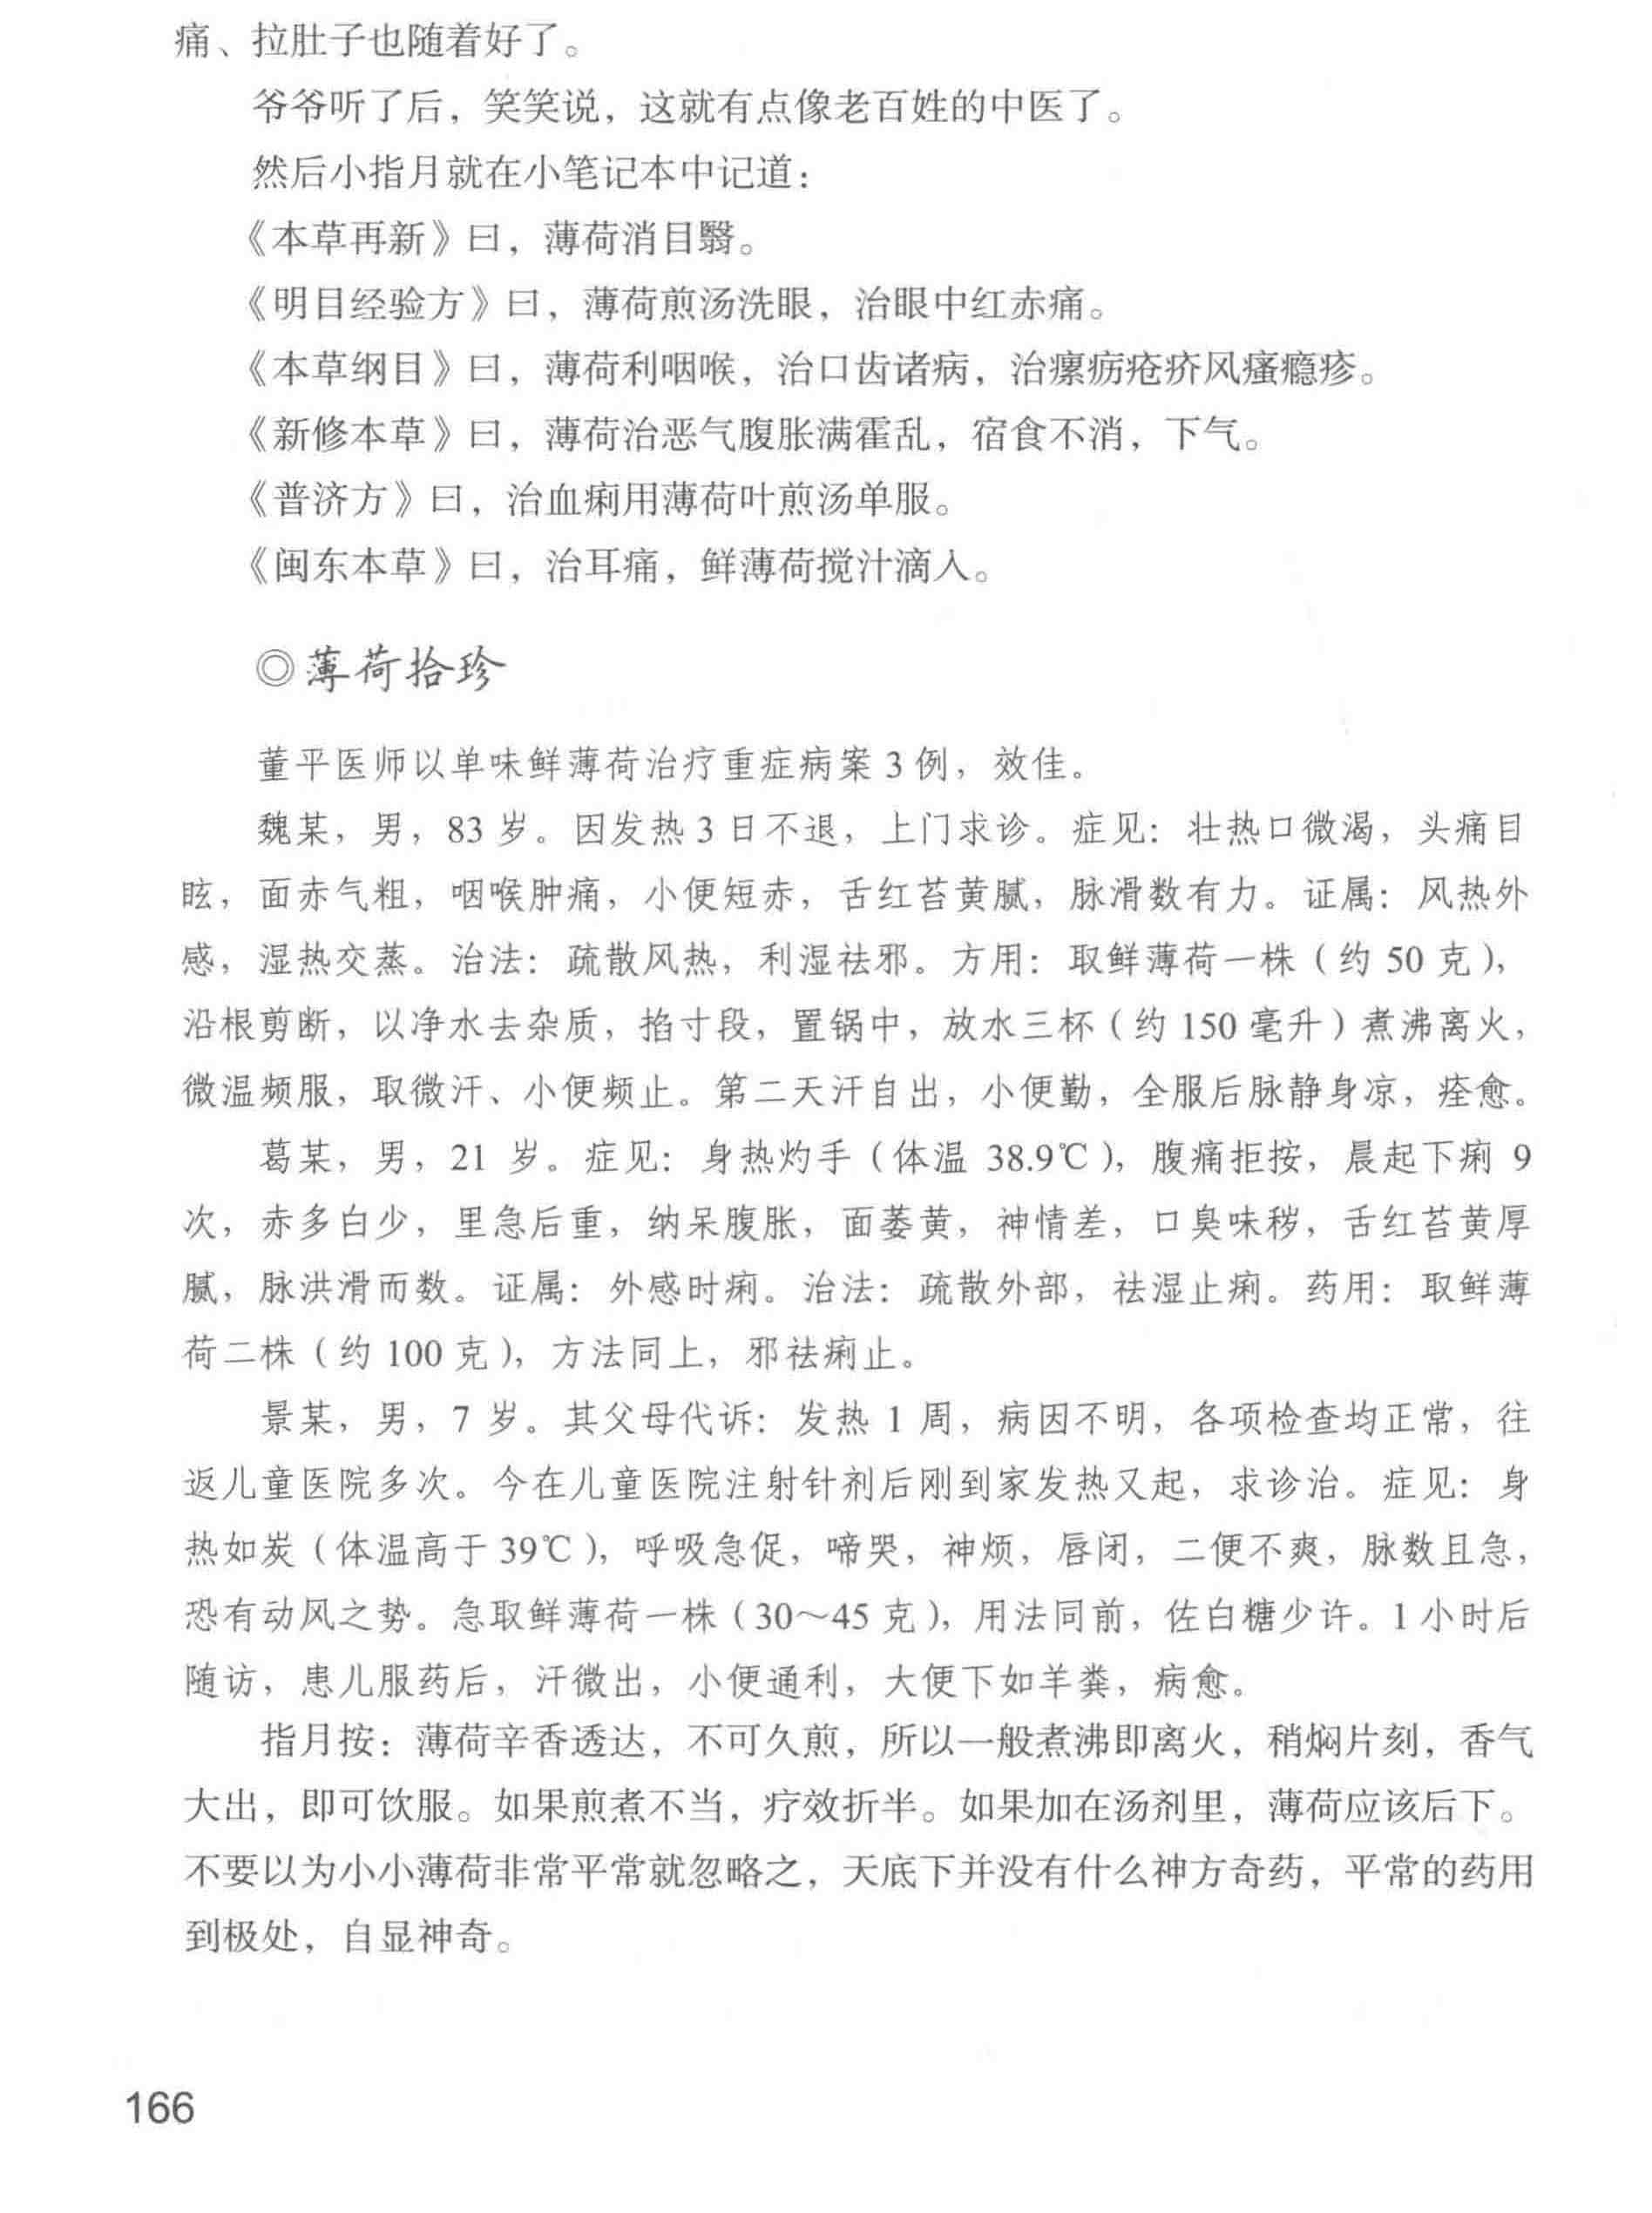 痛、拉肚子也随着好了。
爷爷听了后，笑笑说，这就有点像老百姓的中医了。
然后小指月就在小笔记本中记道：
《本草再新》曰，薄荷消目翳。
《明目经验方》曰，薄荷煎汤洗眼，治眼中红赤痛。
《本草纲目》曰，薄荷利咽喉，治口齿诸病，治瘰疬疮疥风瘙瘾疹。
《新修本草》曰，薄荷治恶气腹胀满霍乱，宿食不消，下气。
《普济方》曰，治血痢用薄荷叶煎汤单服。
《闽东本草》曰，治耳痛，鲜薄荷搅汁滴入。
◎薄荷拾珍
董平医师以单味鲜薄荷治疗重症病案 3 例，效佳。
魏某，男，83 岁。因发热 3 日不退，上门求诊。症见：壮热口微渴，头痛目
眩，面赤气粗，咽喉肿痛，小便短赤，舌红苔黄腻，脉滑数有力。证属：风热外
感，湿热交蒸。治法：疏散风热，利湿祛邪。方用：取鲜薄荷一株（约 50 克），
沿根剪断，以净水去杂质，掐寸段，置锅中，放水三杯（约 150 毫升）煮沸离火，
微温频服，取微汗、小便频止。第二天汗自出，小便勤，全服后脉静身凉，痊愈。
葛某，男，21 岁。症见：身热灼手（体温 38.9℃），腹痛拒按，晨起下痢 9
次，赤多白少，里急后重，纳呆腹胀，面萎黄，神情差，口臭味秽，舌红苔黄厚
腻，脉洪滑而数。证属：外感时痢。治法：疏散外部，祛湿止痢。药用：取鲜薄
荷二株（约 100 克），方法同上，邪祛痢止。
景某，男，7 岁。其父母代诉：发热 1 周，病因不明，各项检查均正常，往
返儿童医院多次。今在儿童医院注射针剂后刚到家发热又起，求诊治。症见：身
热如炭（体温高于 39℃），呼吸急促，啼哭，神烦，唇闭，二便不爽，脉数且急，
恐有动风之势。急取鲜薄荷一株（30～45 克），用法同前，佐白糖少许。1 小时后
随访，患儿服药后，汗微出，小便通利，大便下如羊粪，病愈。
指月按：薄荷辛香透达，不可久煎，所以一般煮沸即离火，稍焖片刻，香气
大出，即可饮服。如果煎煮不当，疗效折半。如果加在汤剂里，薄荷应该后下。
不要以为小小薄荷非常平常就忽略之，天底下并没有什么神方奇药，平常的药用
到极处，自显神奇。
166